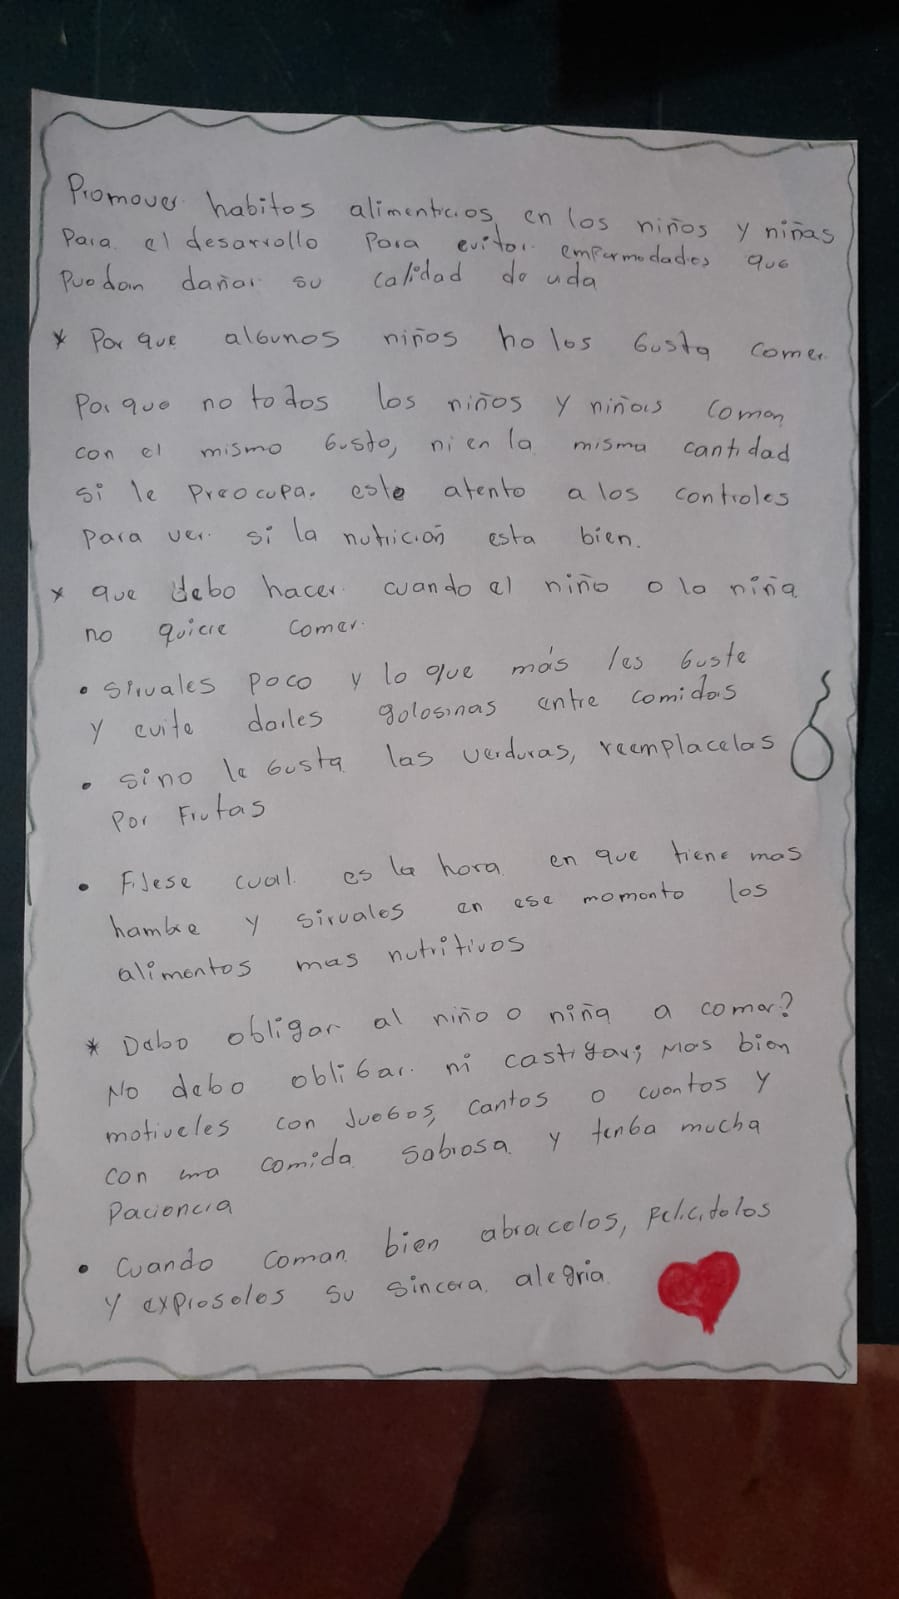 Promover habitos alimenticios en los niños y niñas
Para el desarrollo Para evitar empermedades que
Puedan dañar su calidad de uda
* Por que algunos niños no les Gusta comer
Porque no todos los niños y niñas comen
con el mismo Gusto, ni en la misma cantidad
si le Preocupa. este atento a los controles
para ver si la nutrición esta bien.
* que debo hacer cuando el niño o la niña
no quiere comer.
• sirvales poco y lo que más les Guste
y evite darles golosinas entre comidas
• sino le Gusta las verduras, reemplacelas
Por Frutas
• Fijese cual es la hora en que tiene mas
hambre y sirvales en ese momento los
alimentos mas nutritivos
* Debo obligar al niño o niña a comer?
No debo obligar ni castigar; Mas bien
motiveles con Juegos, cantos o cuentos y
con una comida sabrosa y tenga mucha
Paciencia
• Cuando coman bien abracelos, Felicitelos
y expreseles su sincera alegria